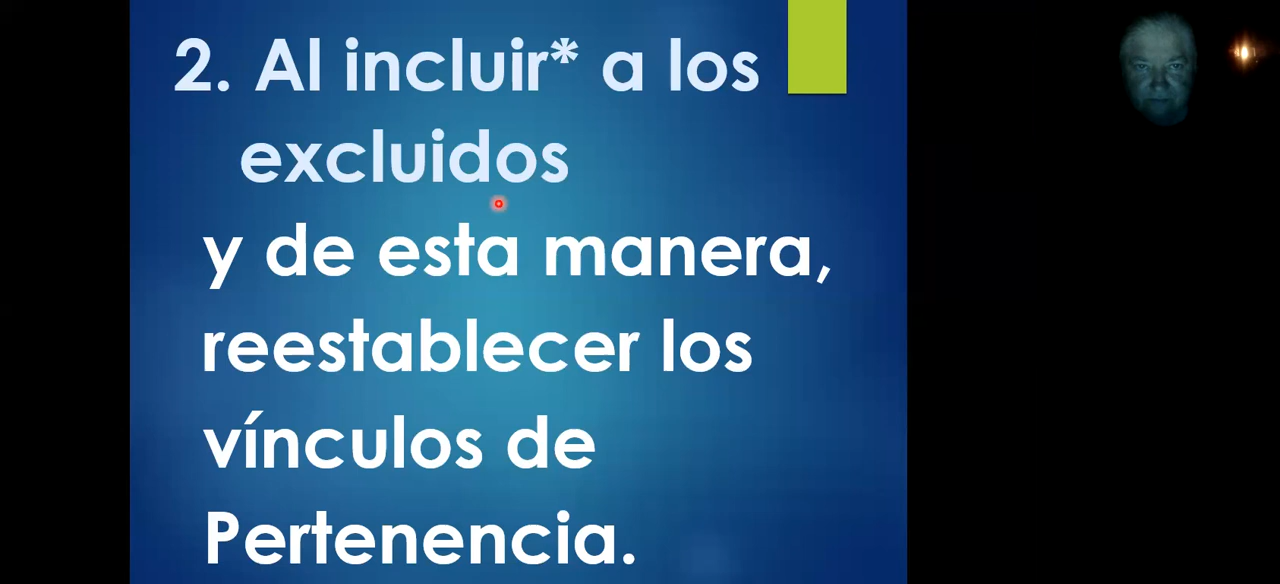 2. Al incluir* a los
excluidos
y de esta manera,
reestablecer los
vínculos de
Pertenencia.